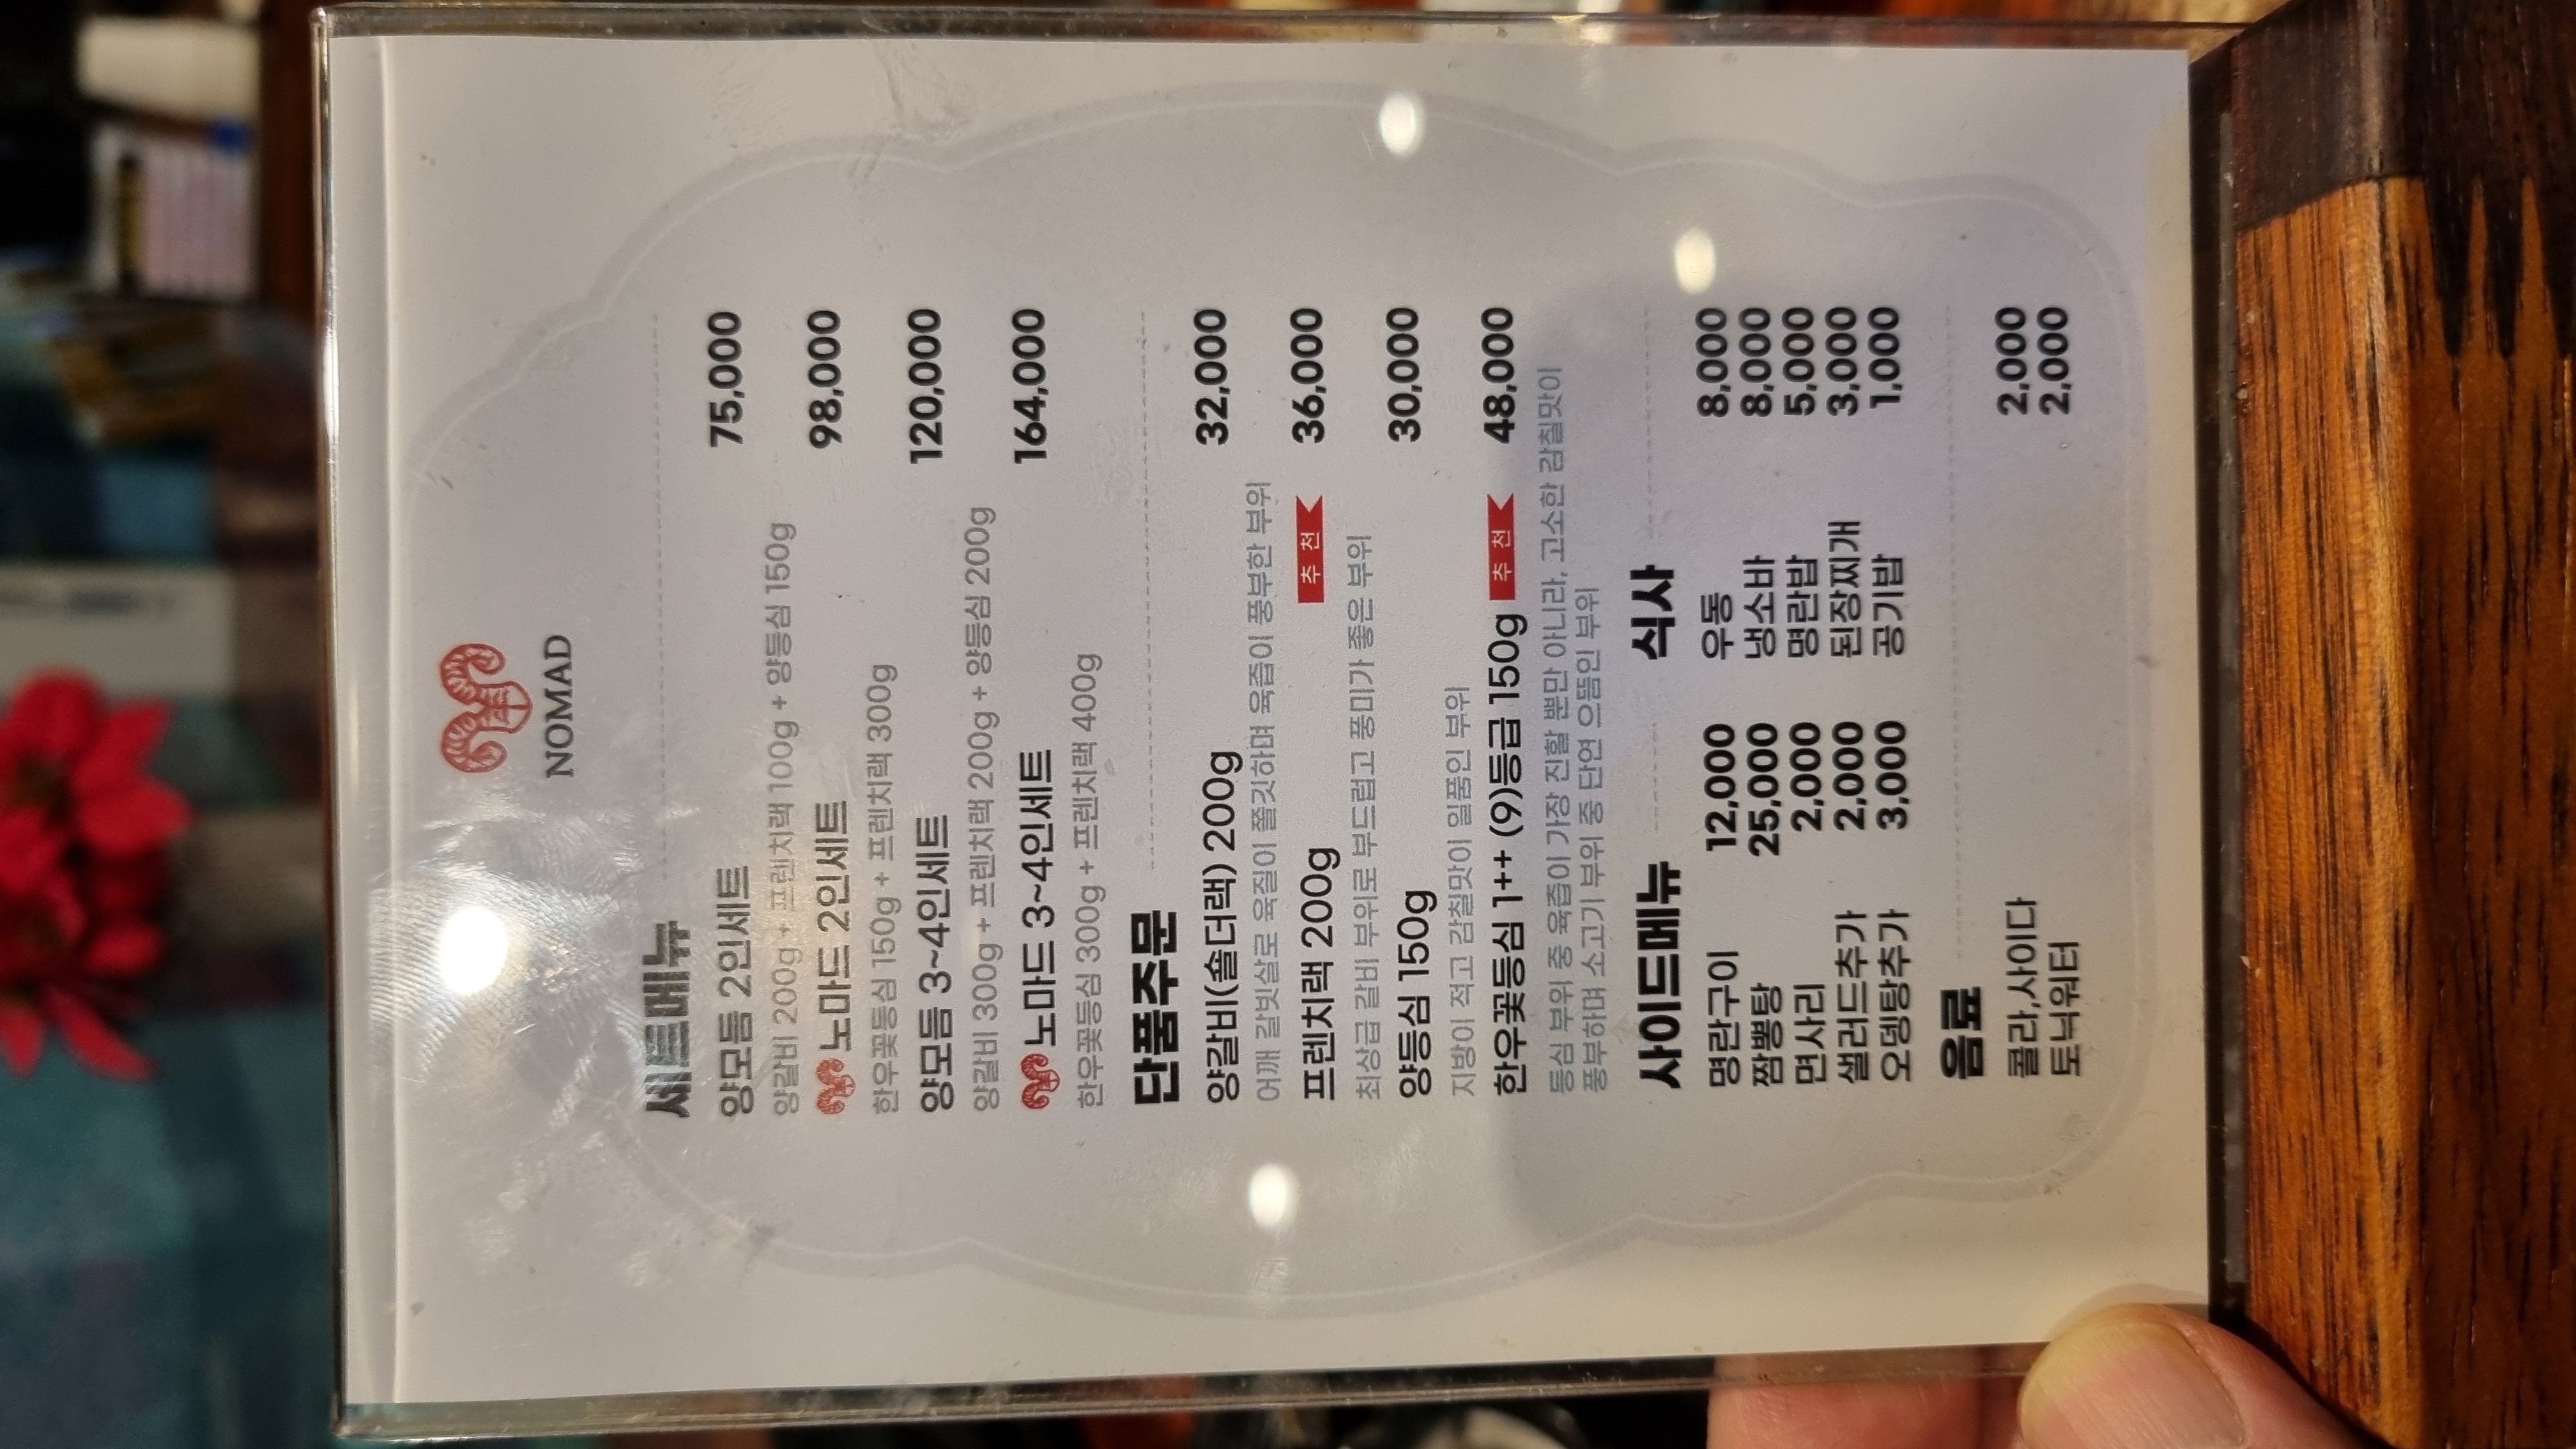 NOMAD
세트메뉴
양모듬 2인세트 75,000
양갈비 200g + 프렌치랙 100g + 양등심 150g
노마드 2인세트 98,000
한우꽃등심 150g + 프렌치랙 300g
양모듬 3~4인세트 120,000
양갈비 300g + 프렌치랙 200g + 양등심 200g
노마드 3~4인세트 164,000
한우꽃등심 300g + 프렌치랙 400g
단품주문
양갈비(숄더랙) 200g 32,000
어깨 갈빗살로 육질이 쫄깃하며 육즙이 풍부한 부위
프렌치랙 200g 추천 36,000
최상급 갈비 부위로 부드럽고 풍미가 좋은 부위
양등심 150g 30,000
지방이 적고 감칠맛이 일품인 부위
한우꽃등심 1++ (9)등급 150g 추천 48,000
등심 부위 중 육즙이 가장 진할 뿐만 아니라, 고소한 감칠맛이
풍부하며 소고기 부위 중 단연 으뜸인 부위
사이드메뉴
명란구이 12,000
짬뽕탕 25,000
면사리 2,000
샐러드추가 2,000
오뎅탕추가 3,000
식사
우동 8,000
냉소바 8,000
명란밥 5,000
된장찌개 3,000
공기밥 1,000
음료
콜라,사이다 2,000
토닉워터 2,000